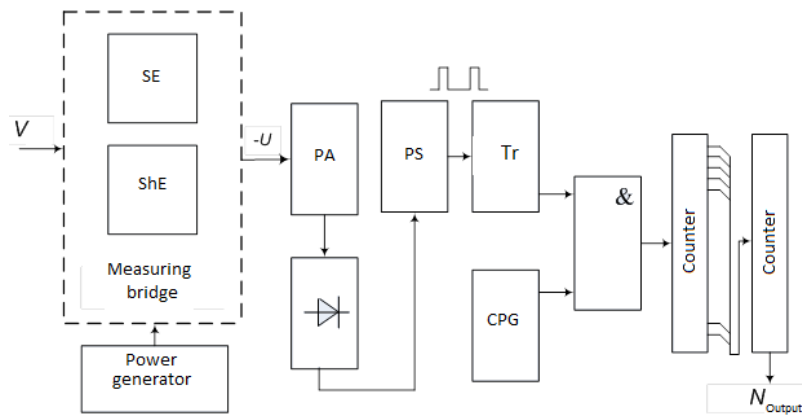 SE
V
ShE
Measuring
bridge
Power
generator
-U
PA
PS
Tr
CPG
&
Counter
Counter
N Output